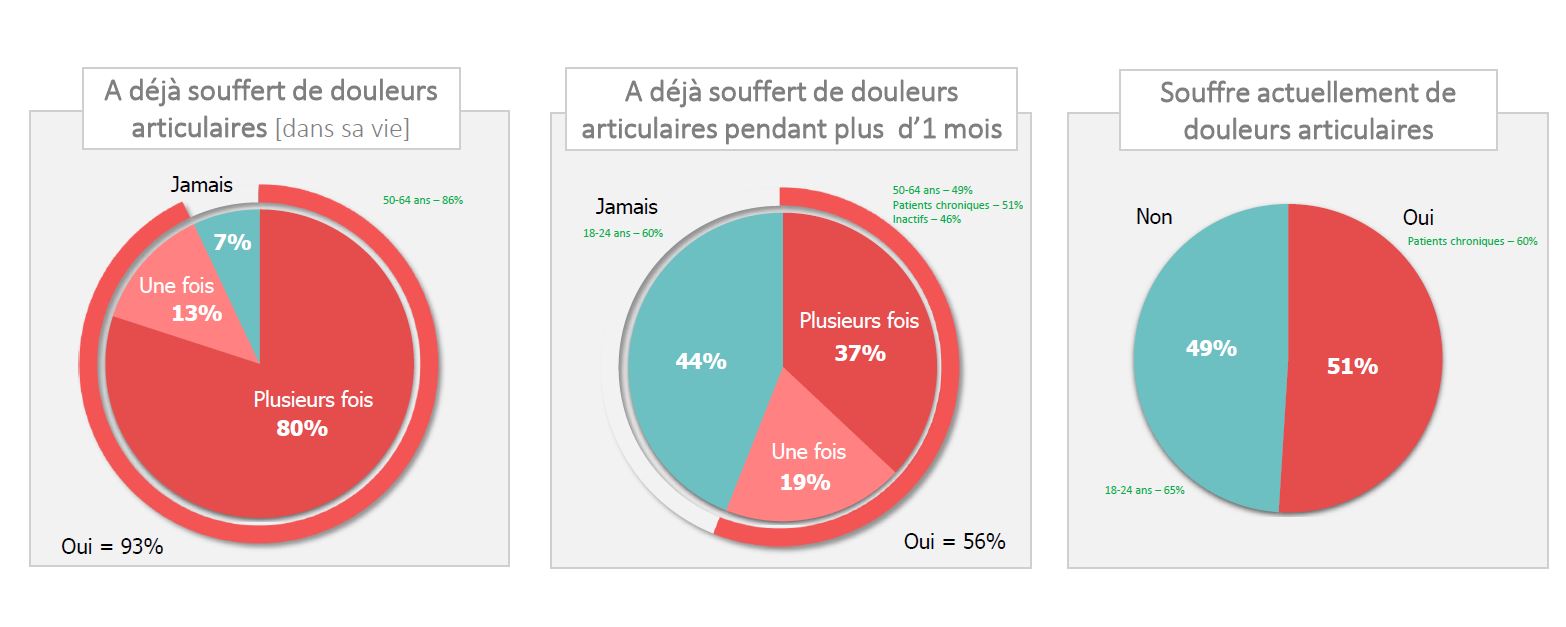 A déjà souffert de douleurs
articulaires [dans sa vie]
Jamais
50-64 ans – 86%
7%
Une fois
13%
Plusieurs fois
80%
Oui = 93%
A déjà souffert de douleurs
articulaires pendant plus d’1 mois
Jamais
18-24 ans – 60%
50-64 ans – 49%
Patients chroniques – 51%
Inactifs – 46%
Plusieurs fois
37%
44%
Une fois
19%
Oui = 56%
Souffre actuellement de
douleurs articulaires
Non
Oui
Patients chroniques – 60%
49%
51%
18-24 ans – 65%